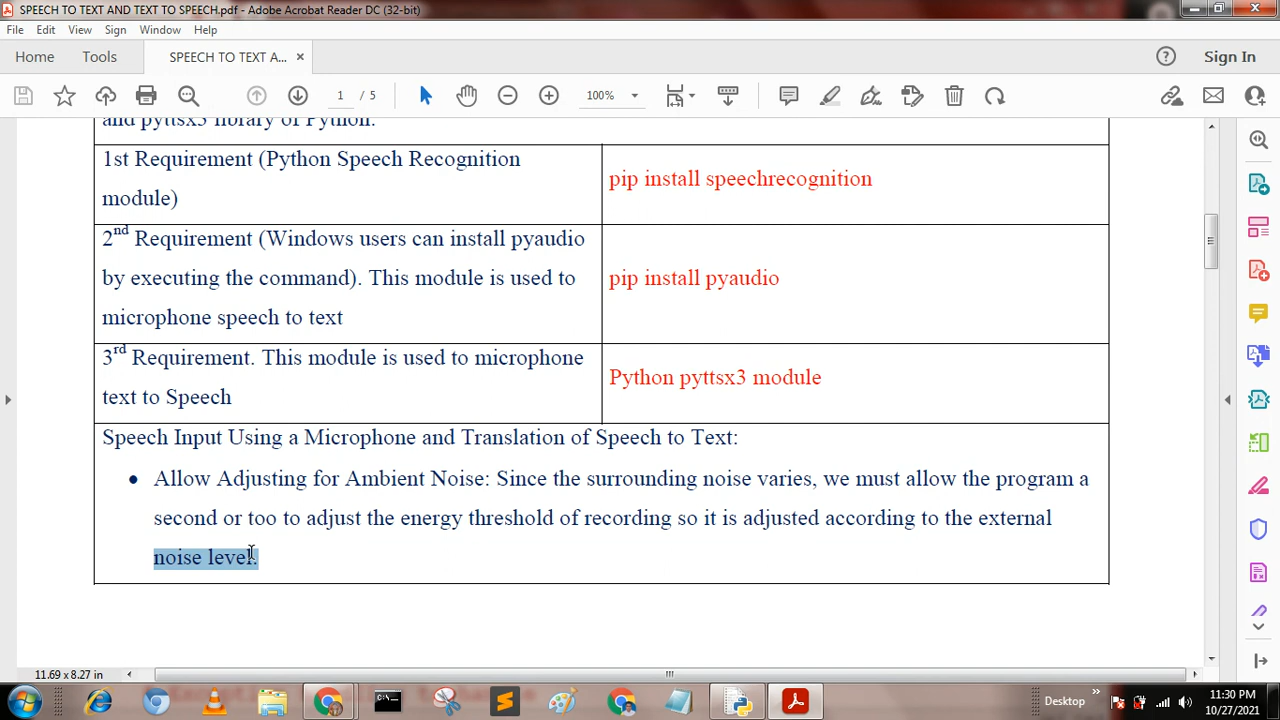 SPEECH TO TEXT AND TEXT TO SPEECH.pdf - Adobe Acrobat Reader DC (32-bit)
File Edit View Sign Window Help
Home Tools SPEECH TO TEXT A... × Sign In
1 / 5 100%
and pyttsx3 library of Python.
1st Requirement (Python Speech Recognition
module)
pip install speechrecognition
2nd Requirement (Windows users can install pyaudio
by executing the command). This module is used to
microphone speech to text
pip install pyaudio
3rd Requirement. This module is used to microphone
text to Speech
Python pyttsx3 module
Speech Input Using a Microphone and Translation of Speech to Text:
• Allow Adjusting for Ambient Noise: Since the surrounding noise varies, we must allow the program a
second or too to adjust the energy threshold of recording so it is adjusted according to the external
noise level.
11.69 x 8.27 in
Desktop
11:30 PM
10/27/2021